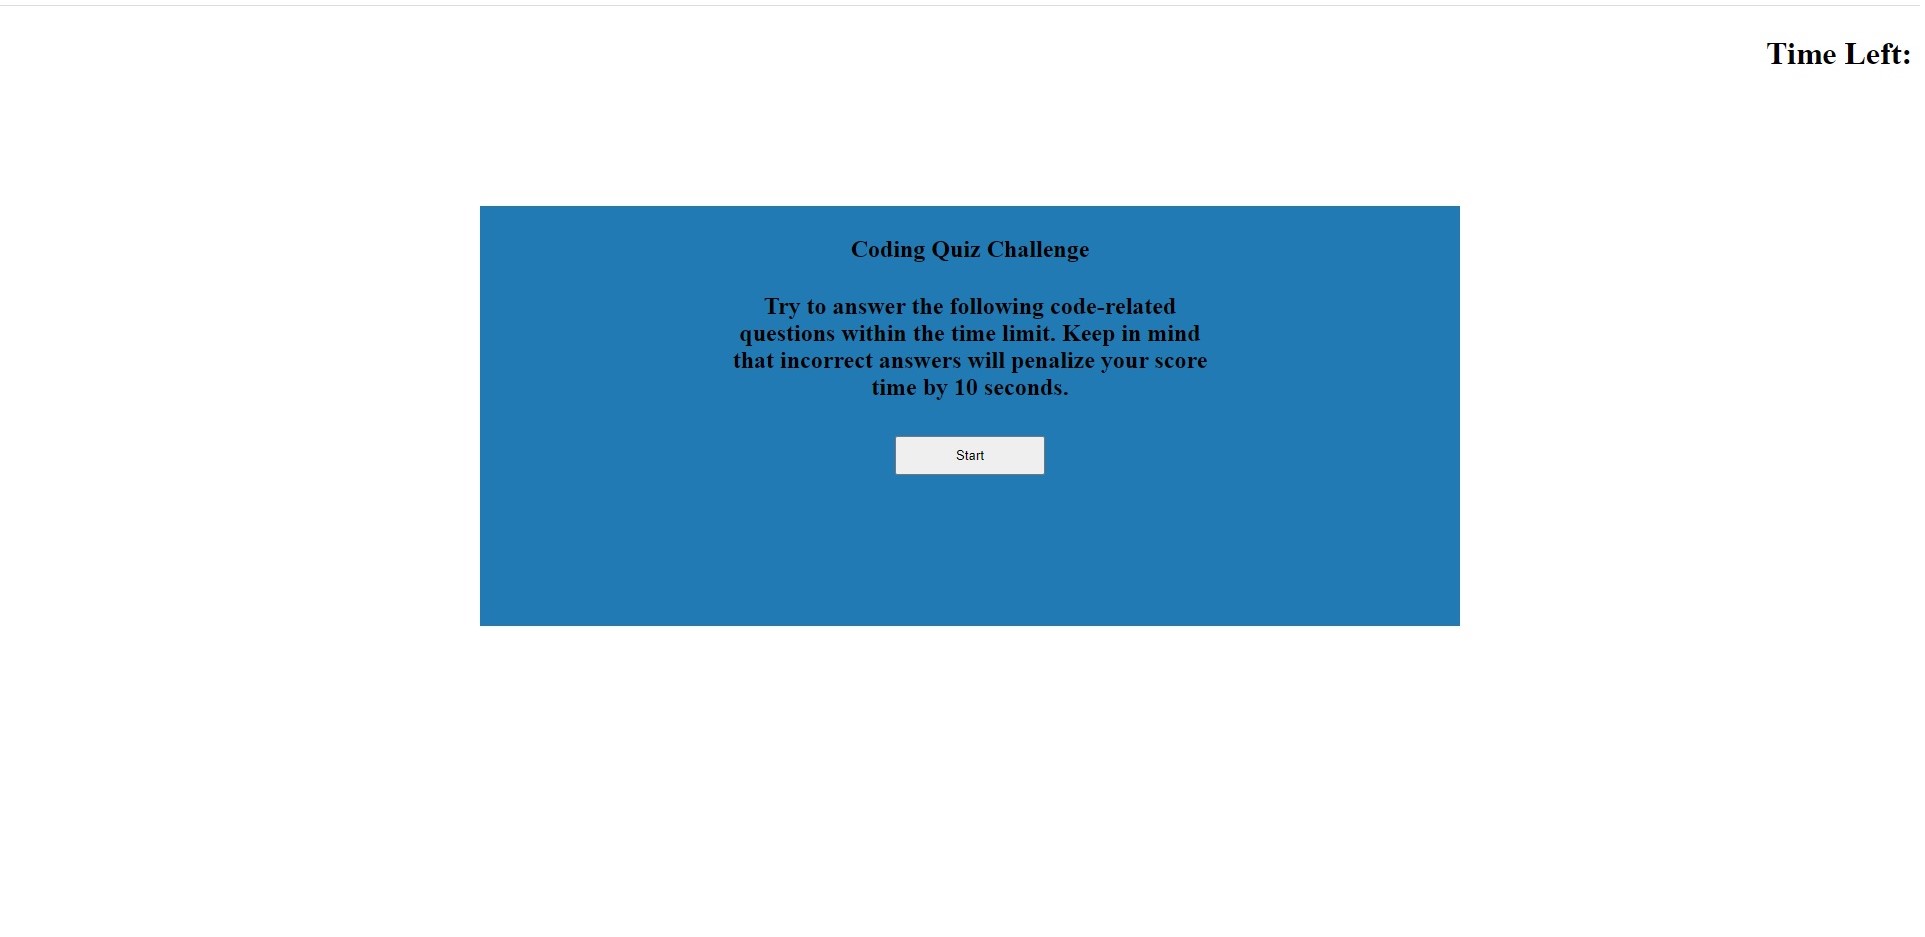 Time Left:
Coding Quiz Challenge
Try to answer the following code-related
questions within the time limit. Keep in mind
that incorrect answers will penalize your score
time by 10 seconds.
Start